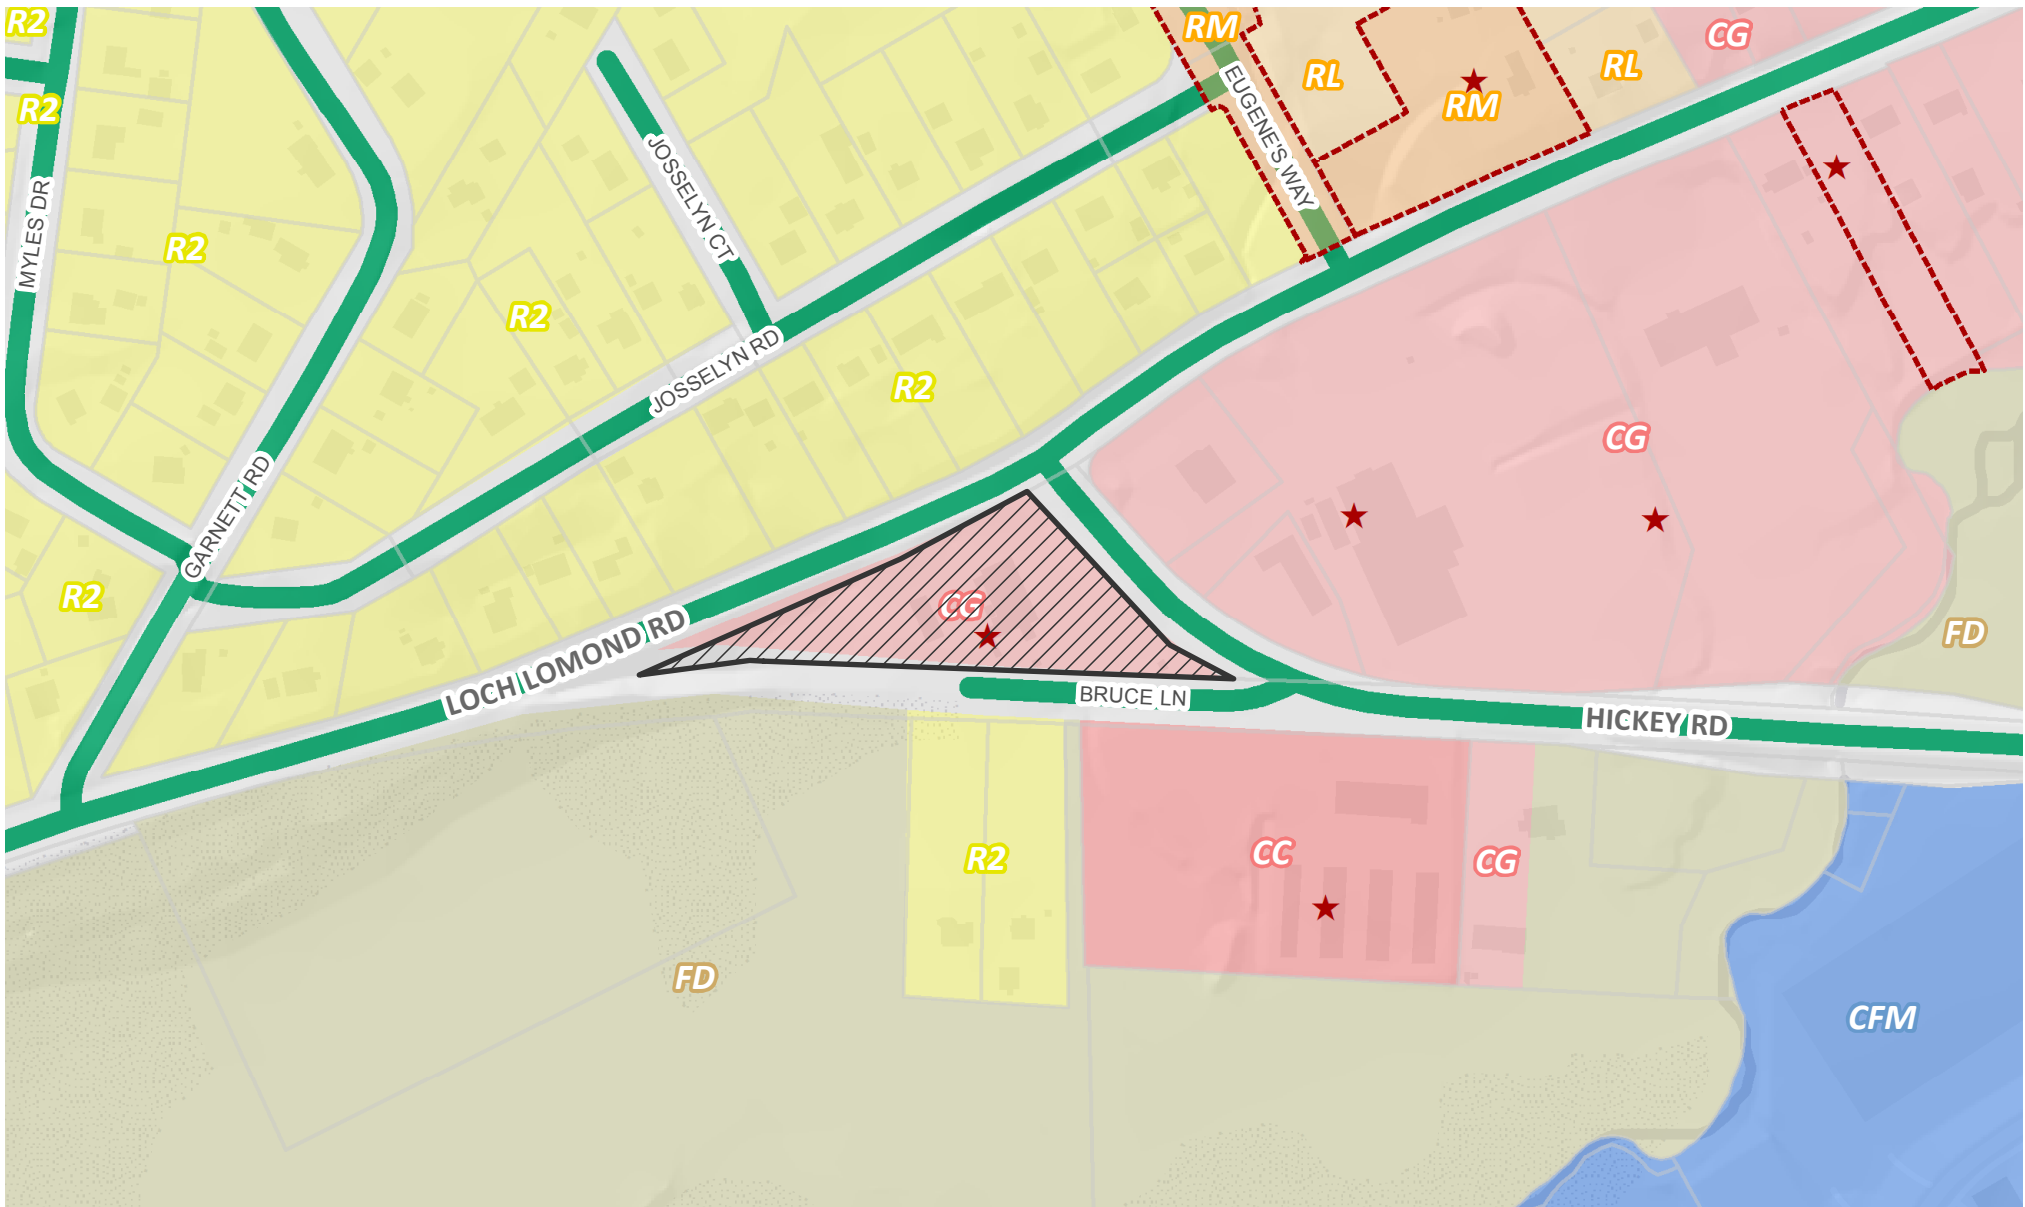 R2
RM
CG
RL
RL
R2
RM
EUGENE'S WAY
JOSSELYN CT
MYLES DR
R2
R2
JOSSELYN RD
R2
CG
GARNETT RD
R2
CG
FD
LOCH LOMOND RD
BRUCE LN
HICKEY RD
R2
CC
CG
FD
CFM